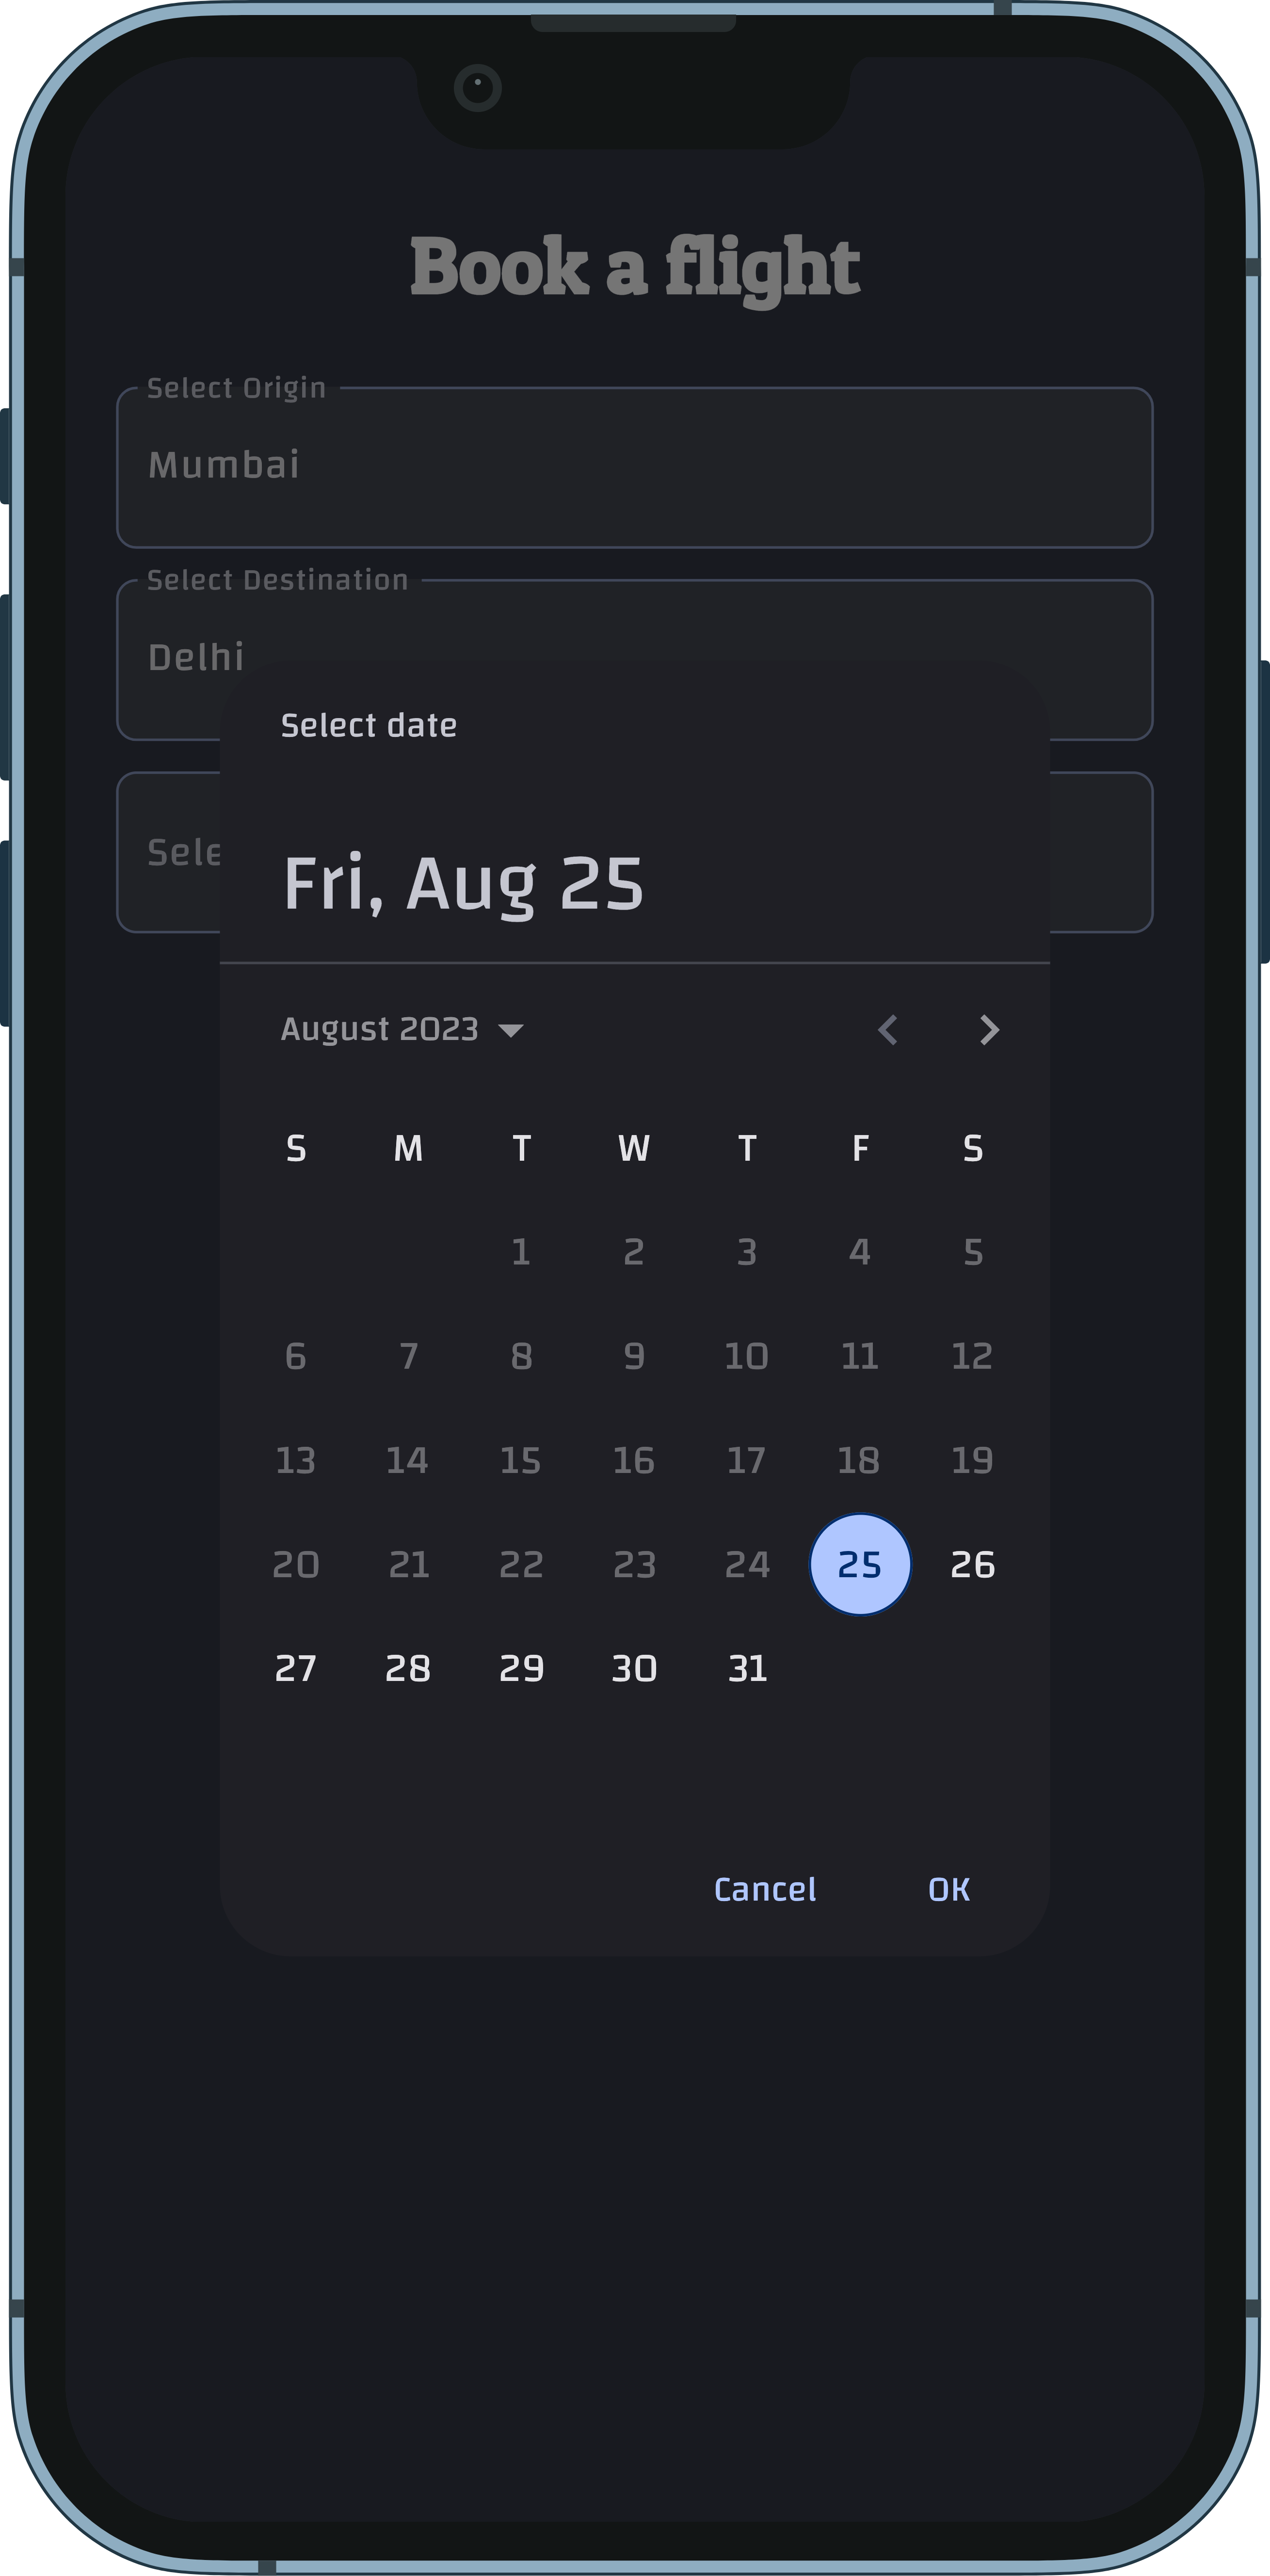 Book a flight
Select Origin
Mumbai
Select Destination
Delhi
Select date
Sele
Fri, Aug 25
August 2023
S M T W T F S
1 2 3 4 5
6 7 8 9 10 11 12
13 14 15 16 17 18 19
20 21 22 23 24 25 26
27 28 29 30 31
Cancel OK